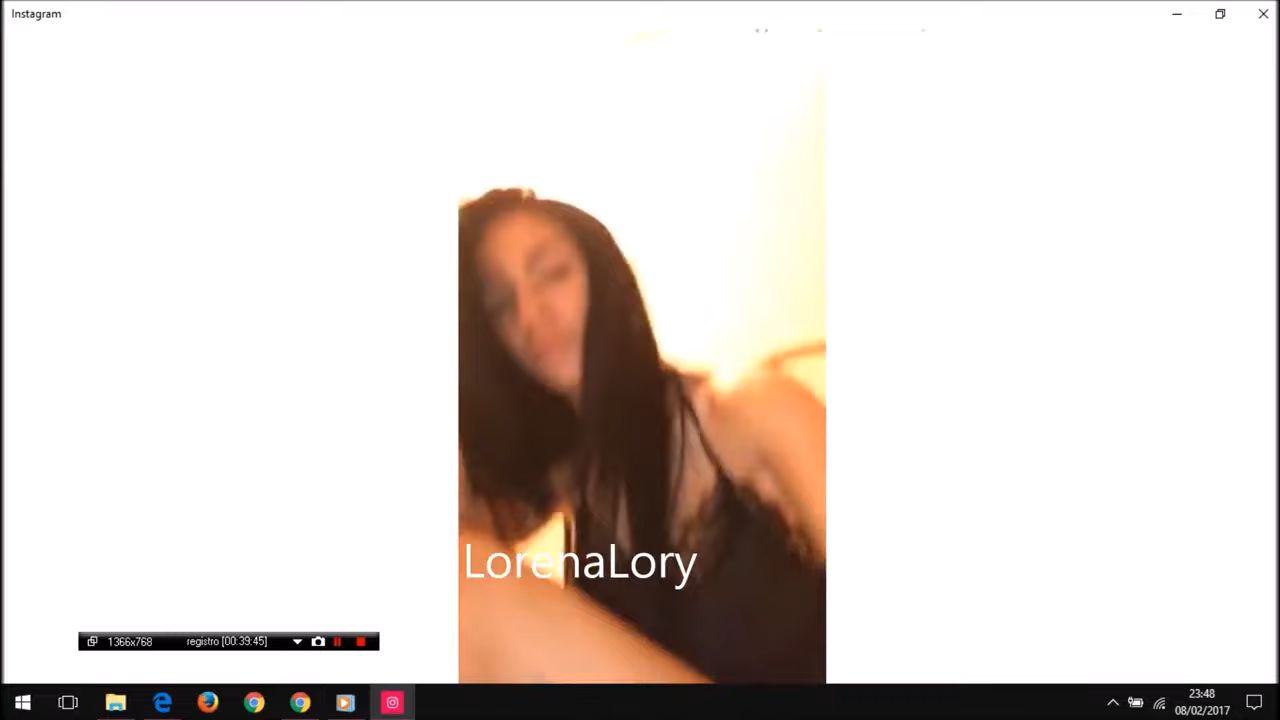 Instagram
LorenaLory
1366x768 registro [00:39:45]
23:48
08/02/2017